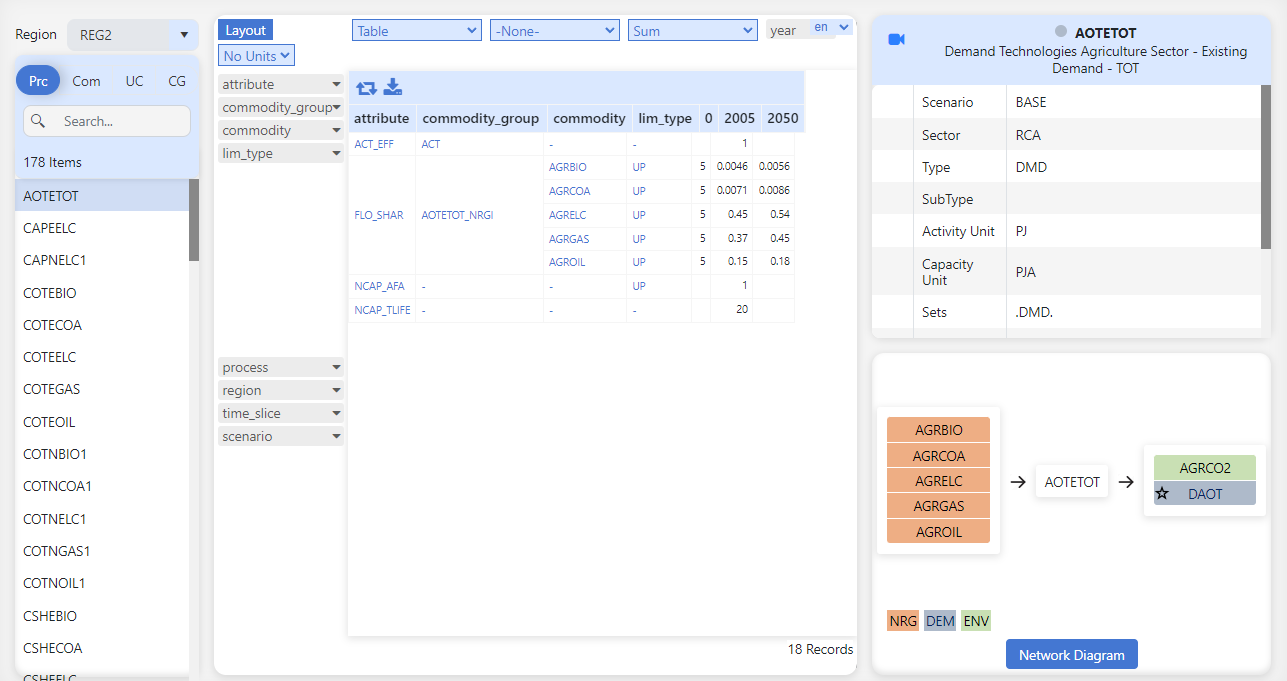 Region REG2
Prc Com UC CG
Search...
178 Items
AOTETOT
CAPEELC
CAPNELC1
COTEBIO
COTECOA
COTEELC
COTEGAS
COTEOIL
COTNBIO1
COTNCOA1
COTNELC1
COTNGAS1
COTNOIL1
CSHEBIO
CSHECOA
CSHEELC
Layout Table -None- Sum year en
No Units
attribute
commodity_group
commodity
lim_type
process
region
time_slice
scenario
attribute commodity_group commodity lim_type 0 2005 2050
ACT_EFF ACT - - 1
AGRBIO UP 5 0.0046 0.0056
AGRCOA UP 5 0.0071 0.0086
FLO_SHAR AOTETOT_NRGI AGRELC UP 5 0.45 0.54
AGRGAS UP 5 0.37 0.45
AGROIL UP 5 0.15 0.18
NCAP_AFA - - UP 1
NCAP_TLIFE - - - 20
18 Records
AOTETOT
Demand Technologies Agriculture Sector - Existing
Demand - TOT
Scenario BASE
Sector RCA
Type DMD
SubType
Activity Unit PJ
Capacity
Unit PJA
Sets .DMD.
AGRBIO
AGRCOA
AGRELC
AGRGAS
AGROIL
AOTETOT
AGRCO2
DAOT
NRG DEM ENV
Network Diagram